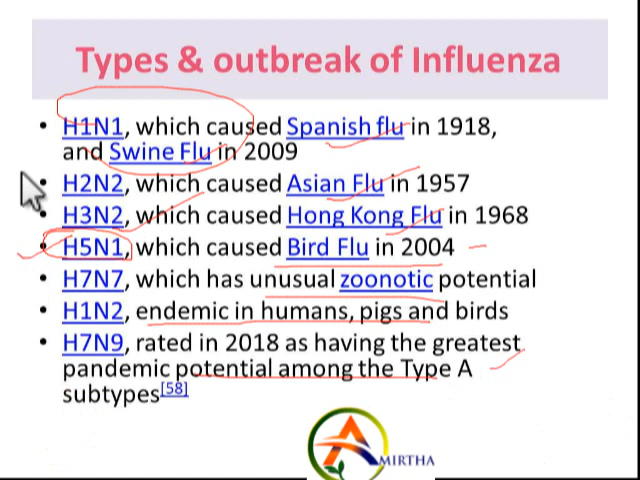 Types & outbreak of Influenza
• H1N1, which caused Spanish flu in 1918,
and Swine Flu in 2009
• H2N2, which caused Asian Flu in 1957
• H3N2, which caused Hong Kong Flu in 1968
• H5N1, which caused Bird Flu in 2004
• H7N7, which has unusual zoonotic potential
• H1N2, endemic in humans, pigs and birds
• H7N9, rated in 2018 as having the greatest
pandemic potential among the Type A
subtypes[58]
AMIRTHA